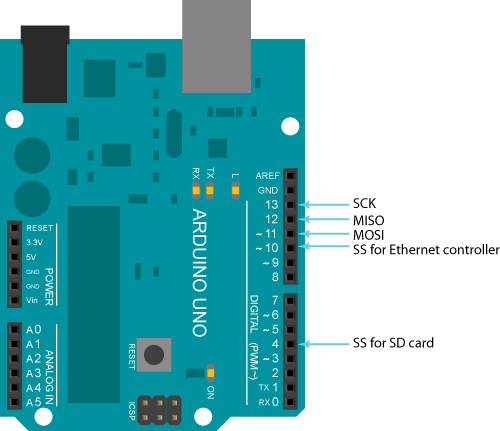 RX
TX
L
ARDUINO UNO
AREF
GND
13
12
~11
~10
~9
8
SCK
MISO
MOSI
SS for Ethernet controller
RESET
3.3V
5V
GND
GND
Vin
POWER
DIGITAL (PWM~)
7
~6
~5
4
~3
2
TX 1
RX 0
SS for SD card
A0
A1
A2
A3
A4
A5
ANALOG IN
RESET
ICSP
ON